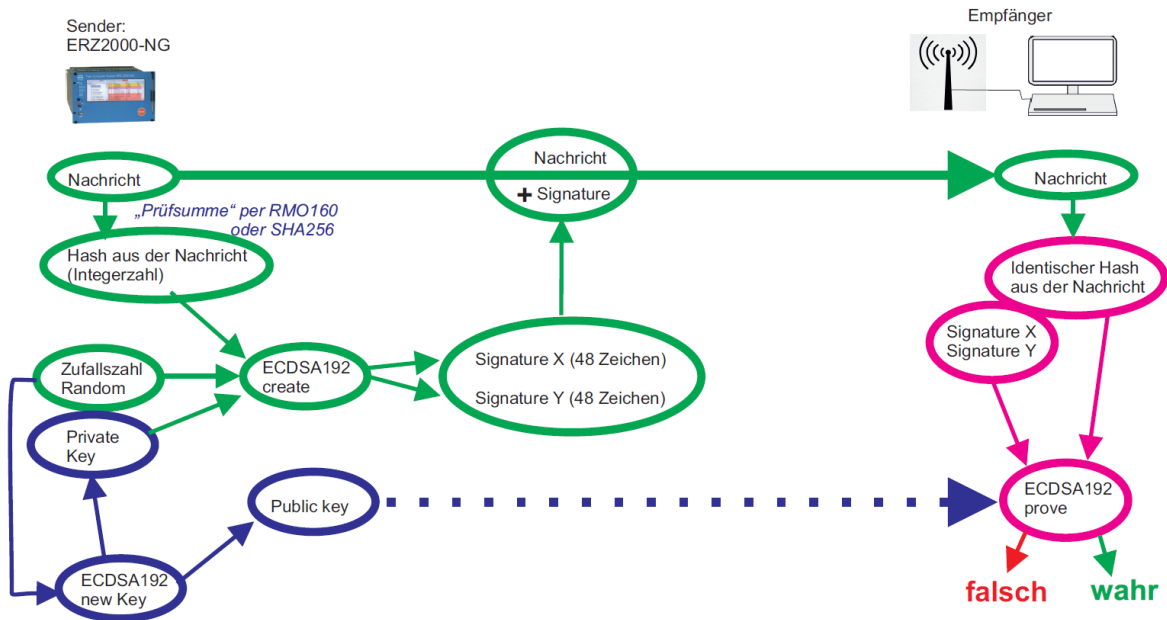 Sender:
ERZ2000-NG
Empfänger
Nachricht
Nachricht
+ Signature
Nachricht
„Prüfsumme“ per RMO160
oder SHA256
Hash aus der Nachricht
(Integerzahl)
Identischer Hash
aus der Nachricht
Signature X
Signature Y
Zufallszahl
Random
ECDSA192
create
Signature X (48 Zeichen)
Signature Y (48 Zeichen)
Private
Key
Public key
ECDSA192
prove
ECDSA192
new Key
falsch
wahr